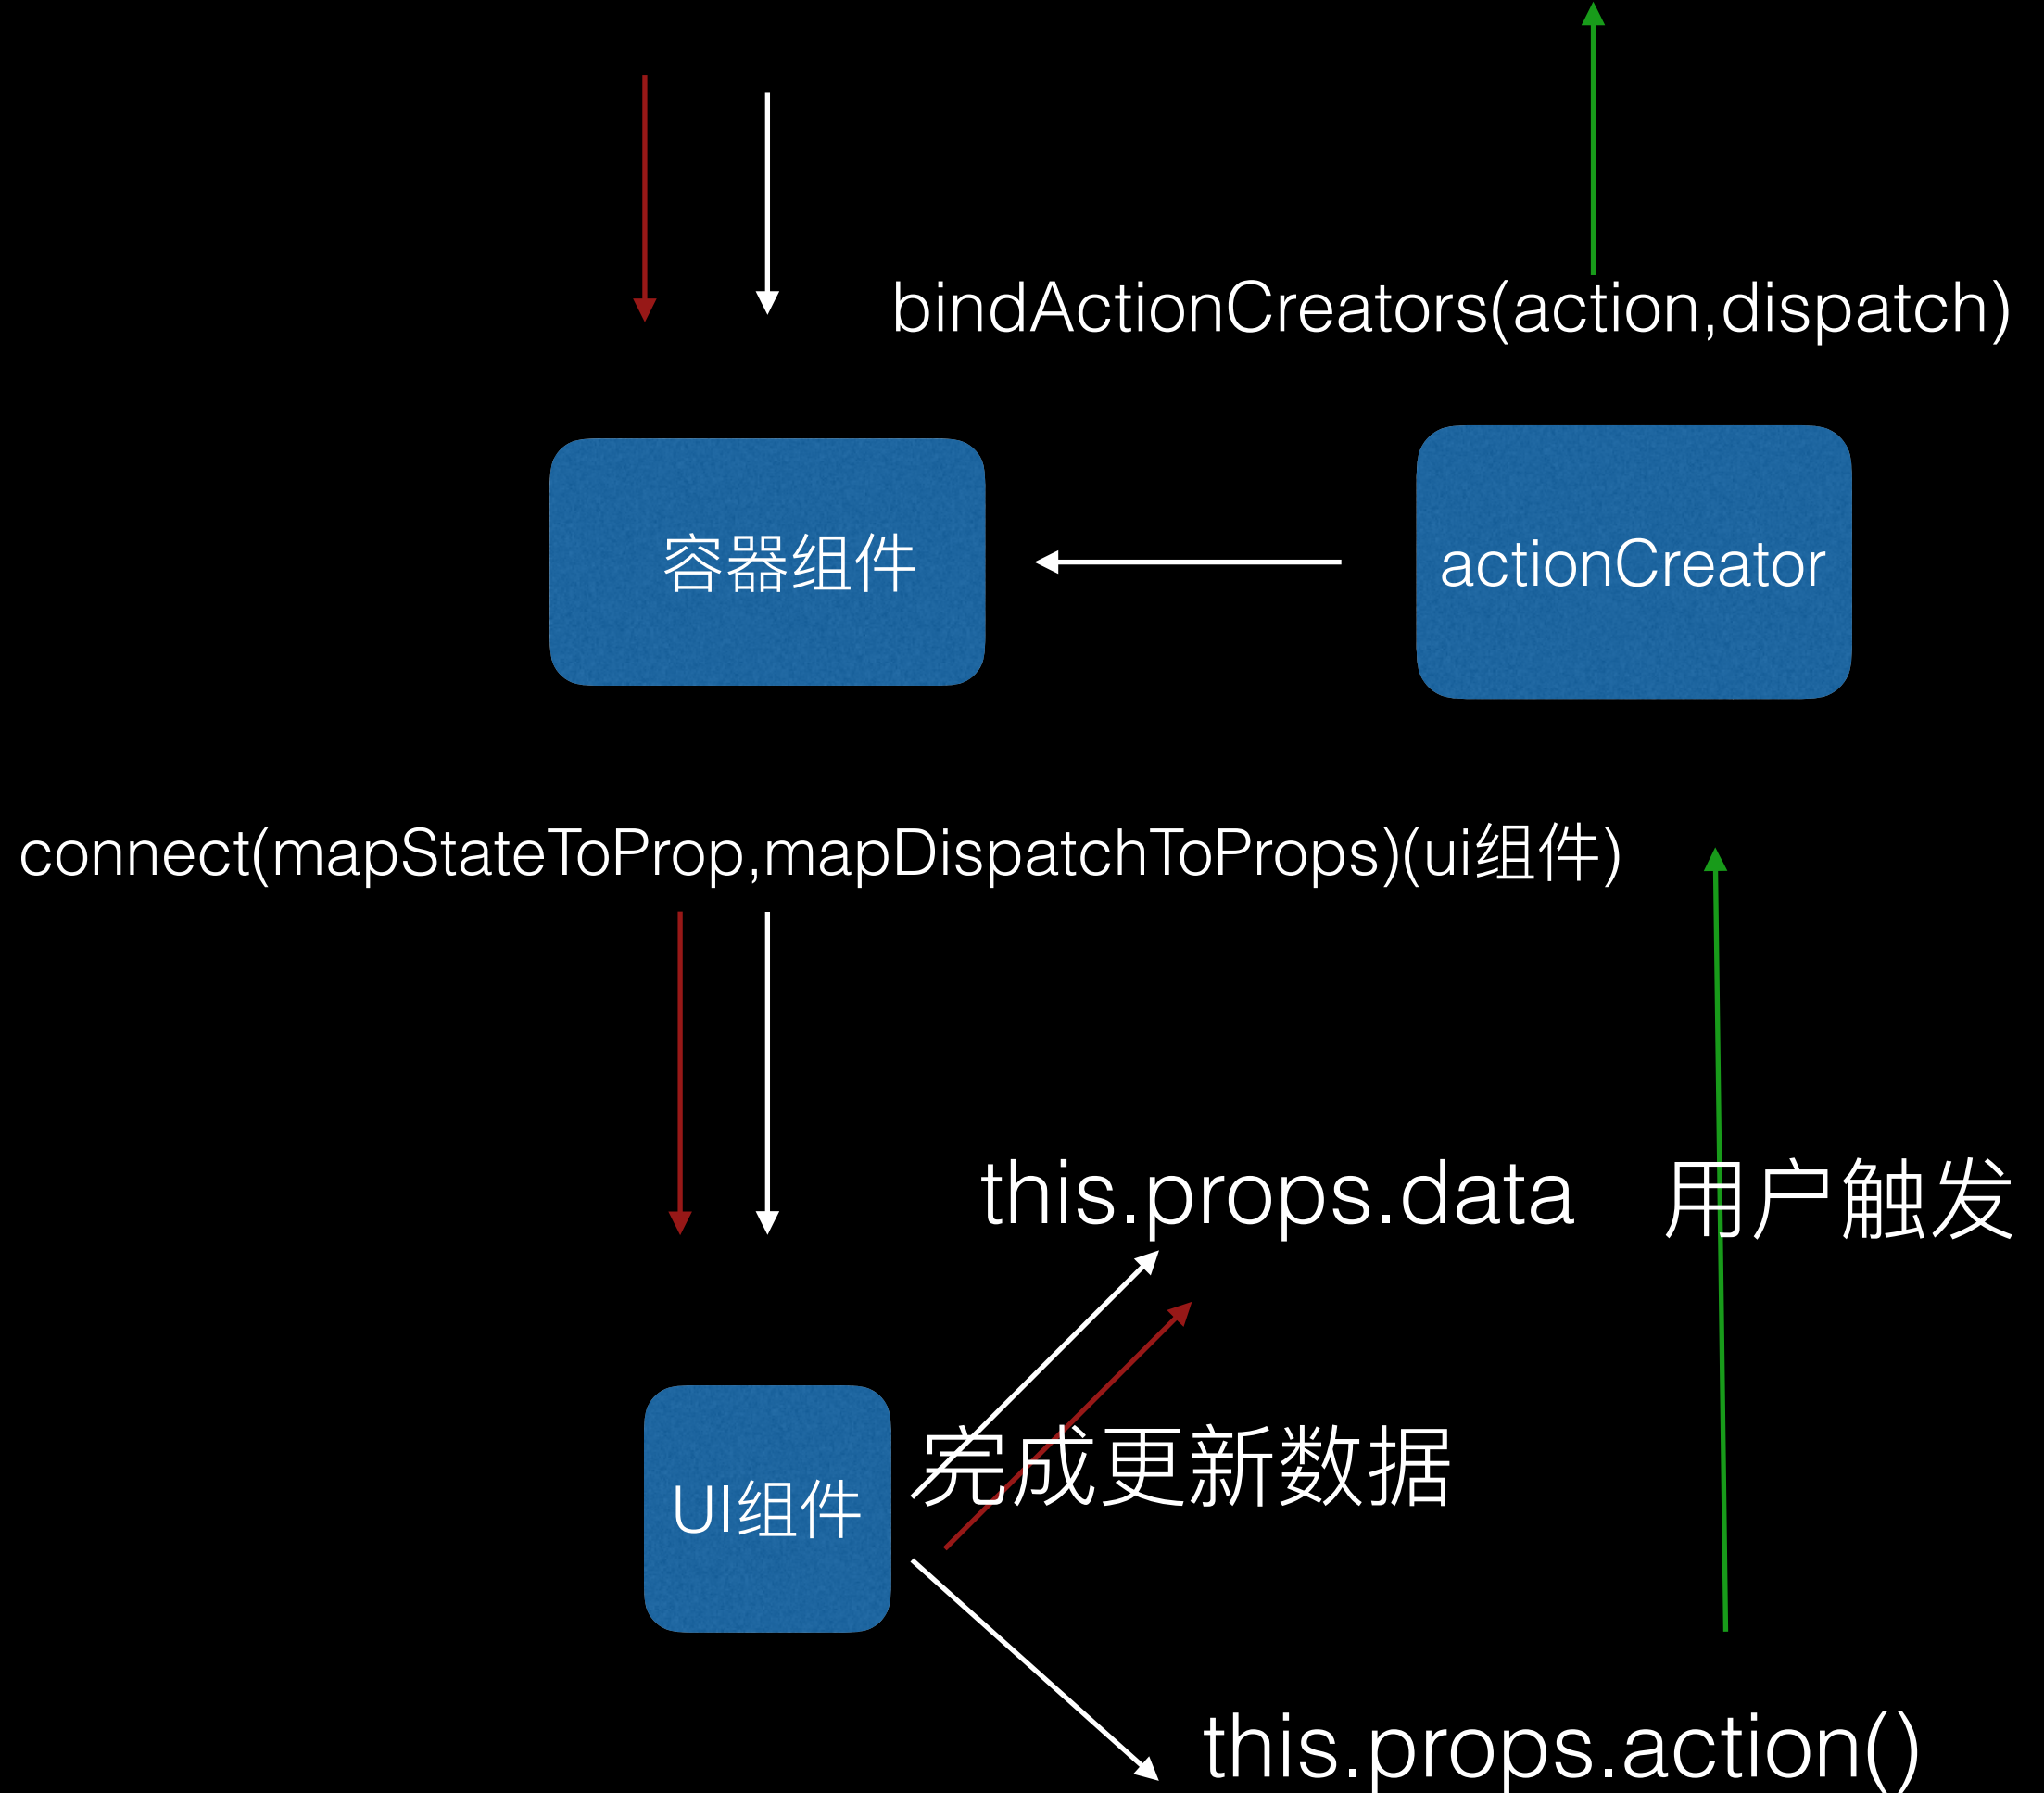 bindActionCreators(action,dispatch)
容器组件
actionCreator
connect(mapStateToProp,mapDispatchToProps)(ui组件)
this.props.data
用户触发
完成更新数据
UI组件
this.props.action()